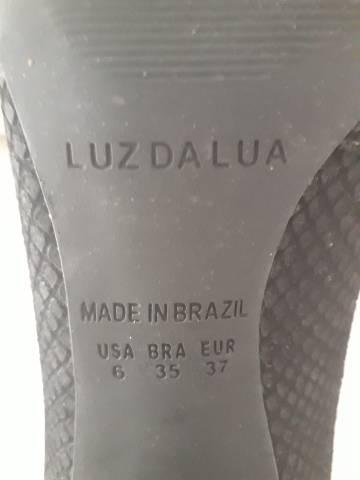 LUZ DA LUA
MADE IN BRAZIL
USA BRA EUR
6 35 37